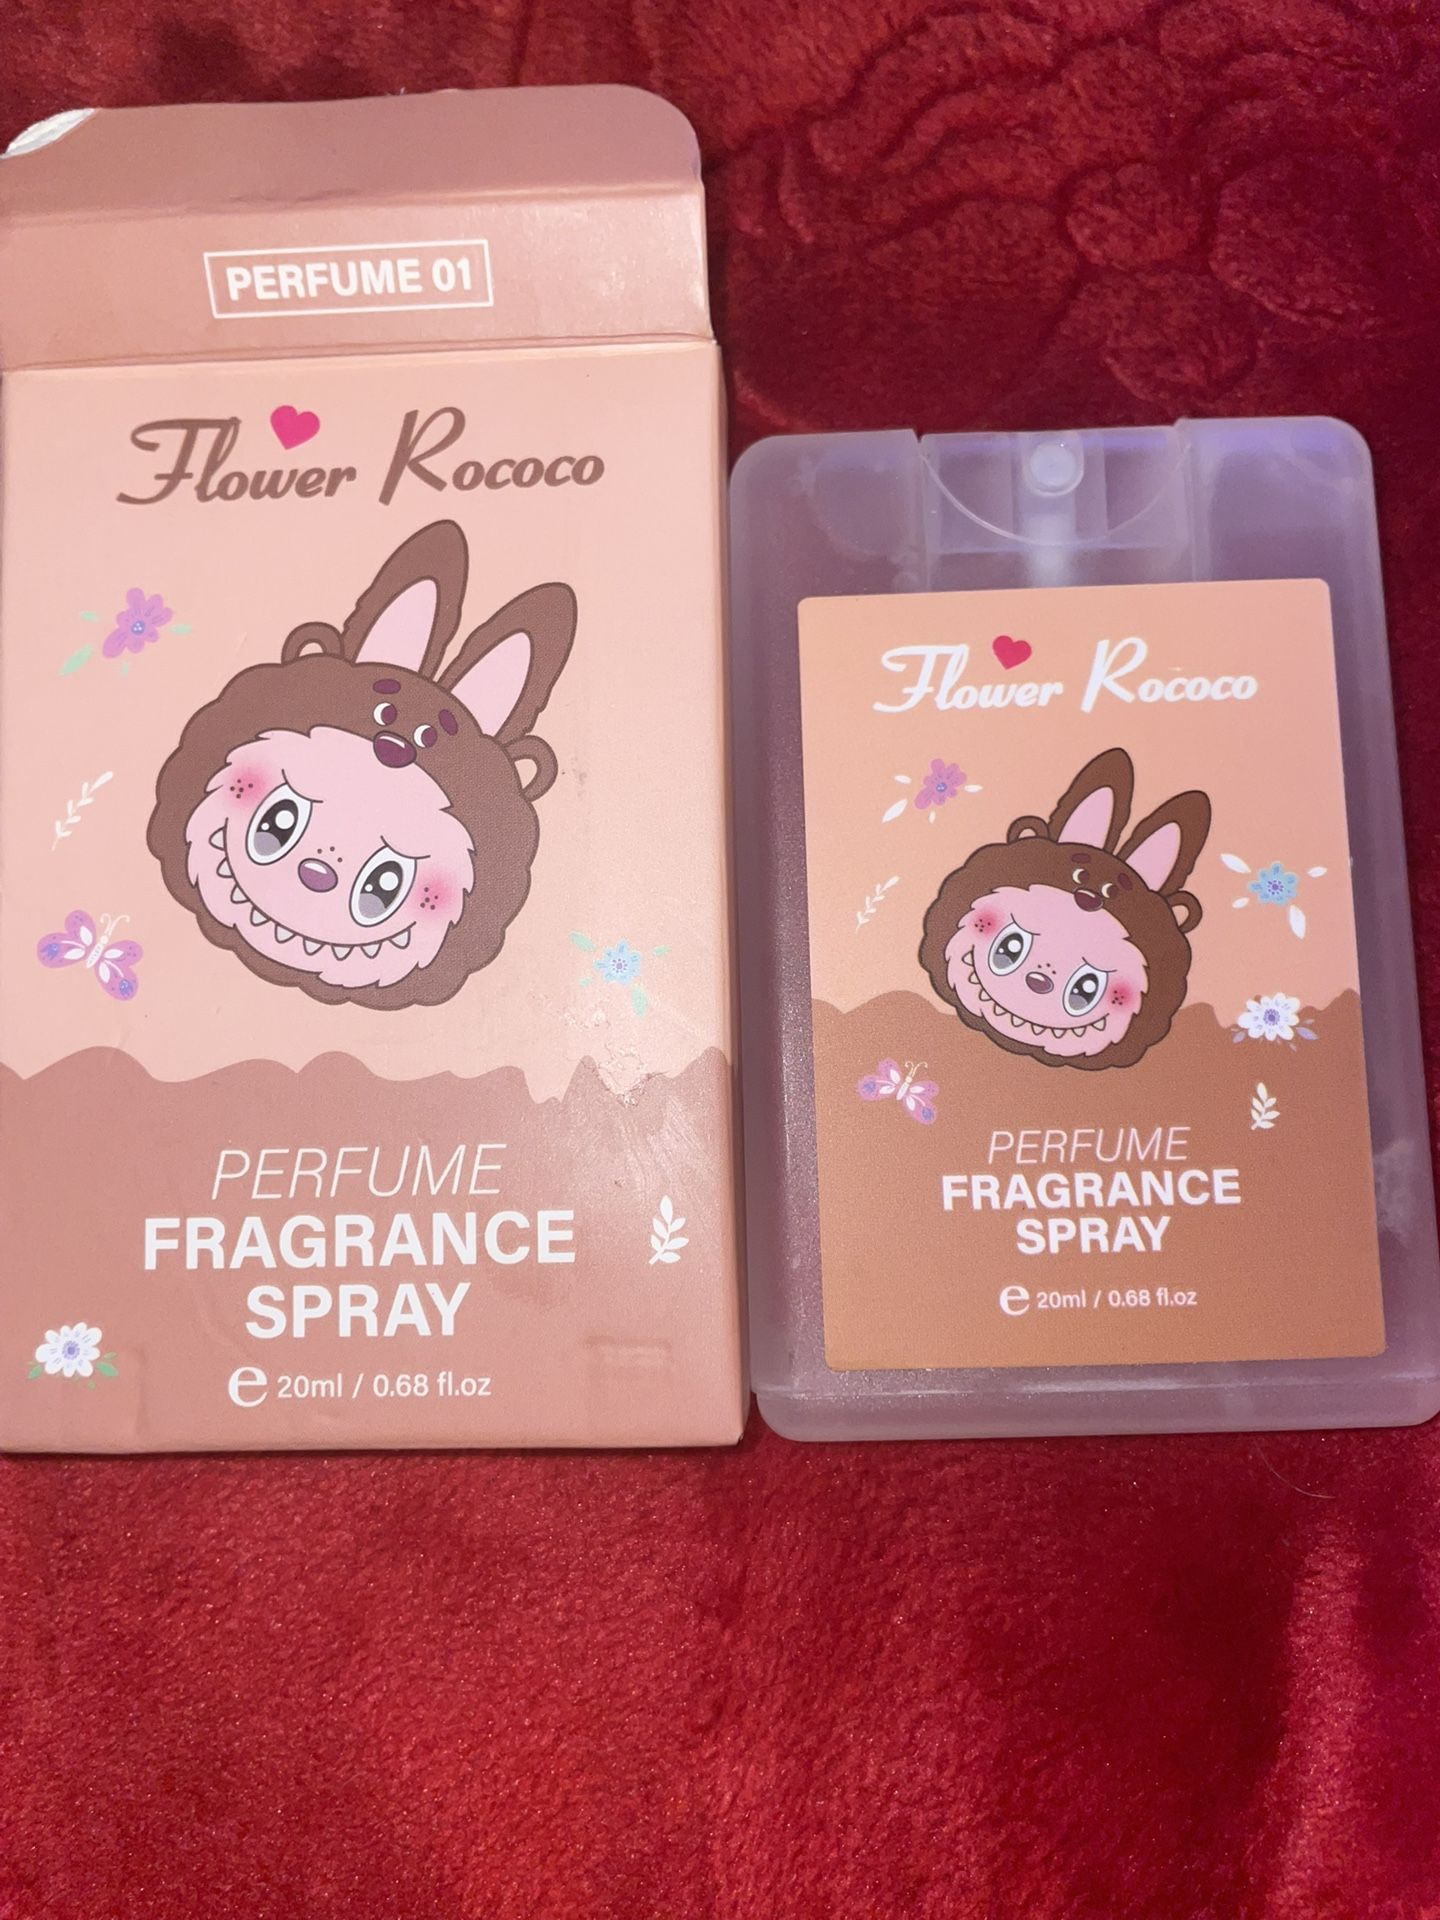 PERFUME 01
Flower Rococo
PERFUME
FRAGRANCE
SPRAY
e 20ml / 0.68 fl.oz
Flower Rococo
PERFUME
FRAGRANCE
SPRAY
e 20ml / 0.68 fl.oz